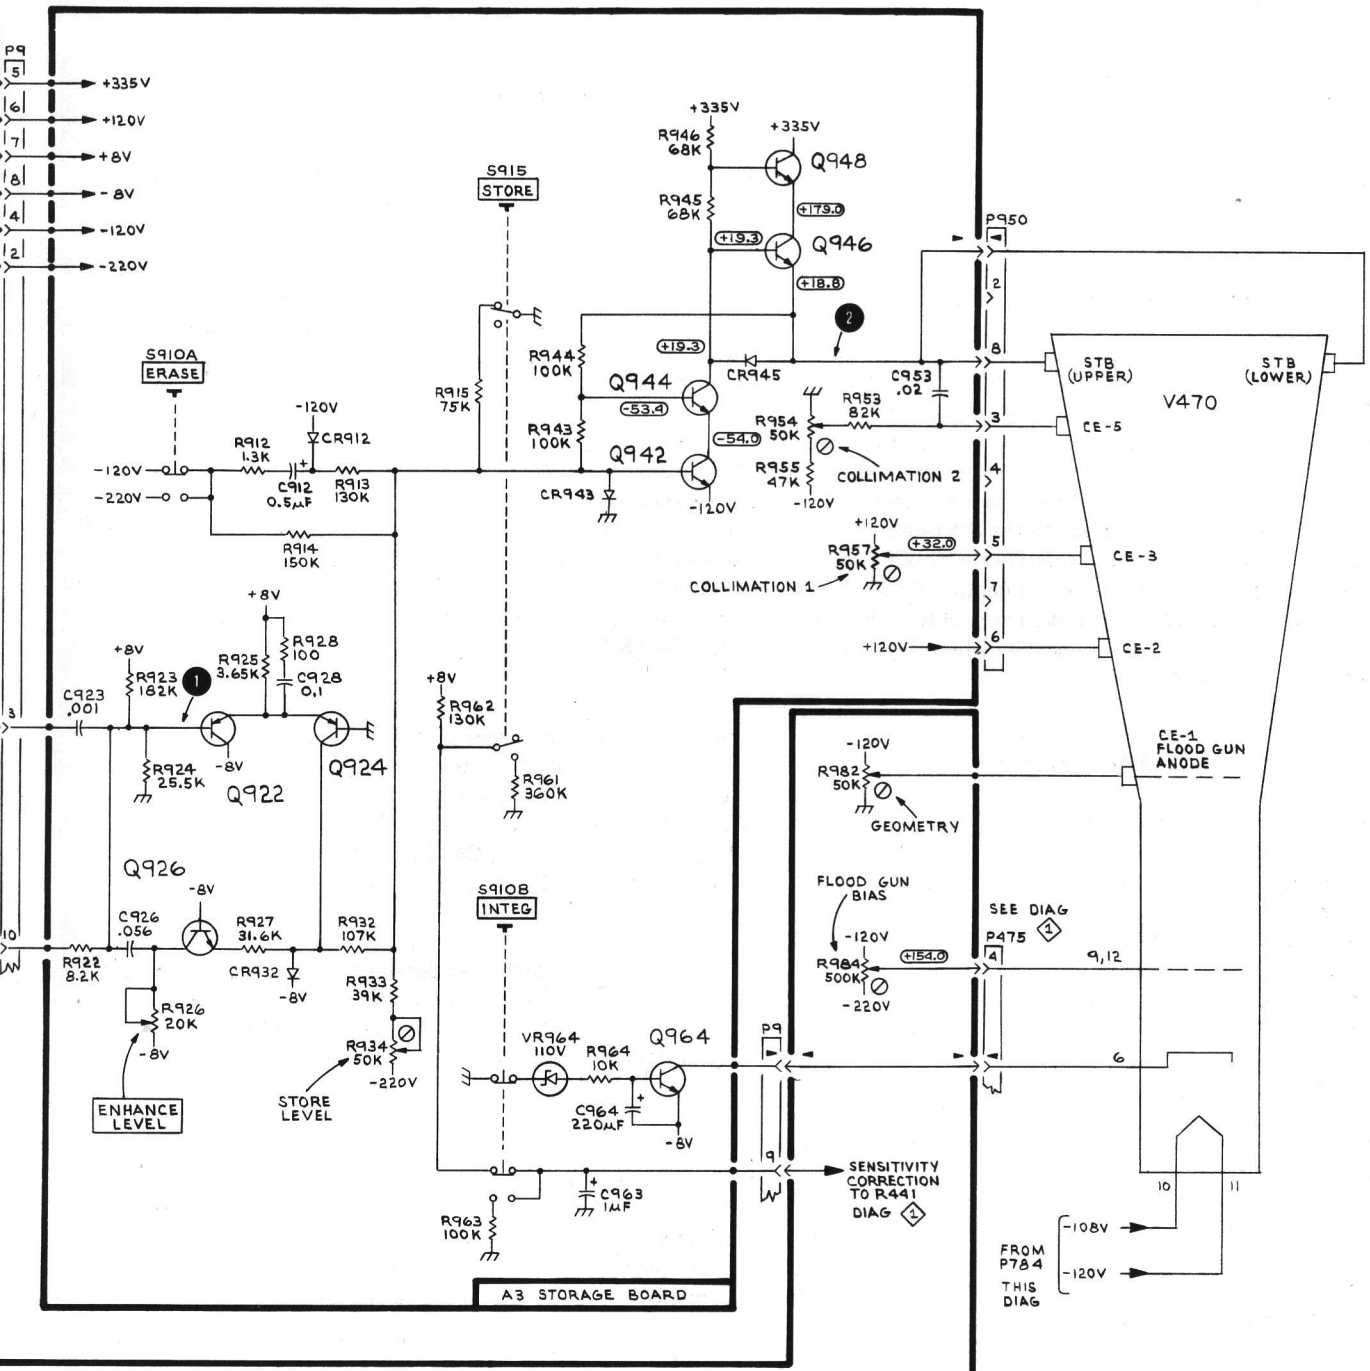 P9
5
+335V
6
+120V
7
+8V
8
-8V
4
-120V
2
-220V
S915
STORE
+335V
R946
68K
+335V
Q948
R945
68K
+179.0
+19.3
Q946
+18.8
P950
2
2
8
3
4
5
7
6
S910A
ERASE
-120V
CR912
R912
1.3K
-120V
-220V
C912
+
0.5µF
R913
130K
R914
150K
R915
75K
R944
100K
R943
100K
+19.3
Q944
-53.4
-54.0
Q942
CR943
-120V
CR945
C953
.02
R953
82K
R954
50K
R955
47K
-120V
COLLIMATION 2
+120V
R957
50K
+32.0
COLLIMATION 1
+120V
STB
(UPPER)
STB
(LOWER)
V470
CE-5
CE-3
CE-2
CE-1
FLOOD GUN
ANODE
+8V
R928
100
R925
3.65K
C928
0.1
+8V
R923
182K
1
C923
.001
3
R924
25.5K
-8V
Q922
Q924
+8V
R962
130K
R961
360K
-120V
R982
50K
GEOMETRY
Q926
-8V
C926
.056
10
R922
8.2K
R927
31.6K
R932
107K
CR932
-8V
R933
39K
R926
20K
-8V
R934
50K
-220V
ENHANCE
LEVEL
STORE
LEVEL
S910B
INTEG
FLOOD GUN
BIAS
-120V
R984
500K
-220V
+154.0
SEE DIAG
1
P475
4
9,12
VR964
110V
R964
10K
Q964
+
C964
220µF
-8V
P9
6
9
SENSITIVITY
CORRECTION
TO R441
DIAG 1
+
C963
1µF
R963
100K
10
11
-108V
FROM
P784
-120V
THIS
DIAG
A3 STORAGE BOARD